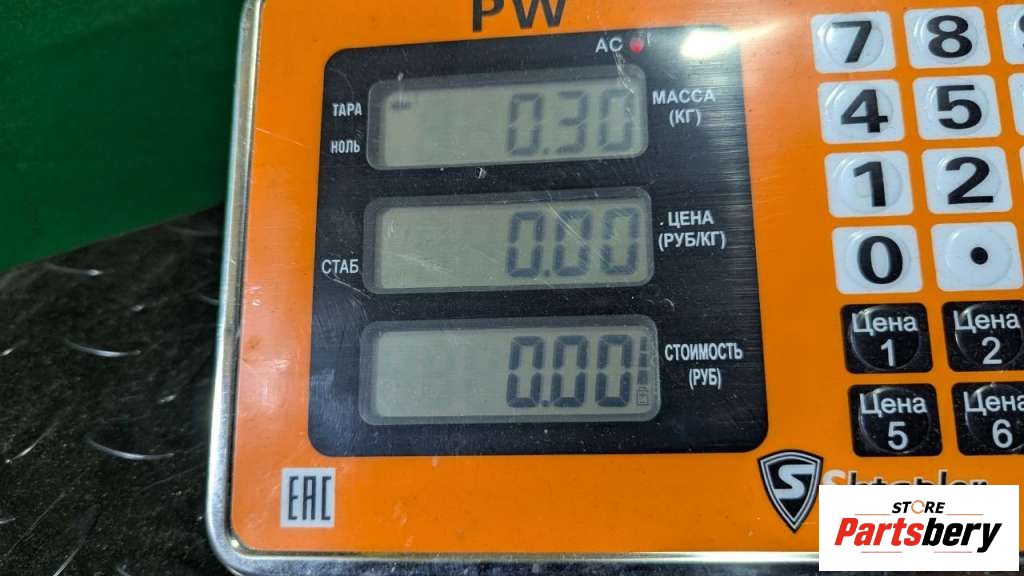 PW
AC
7 8
ТАРА
0.30
МАССА
(КГ)
4 5
НОЛЬ
1 2
0.00
ЦЕНА
(РУБ/КГ)
СТАБ
0 .
0.00
СТОИМОСТЬ
(РУБ)
Цена
1
Цена
2
Цена
5
Цена
6
EAC
S Shtapler
STORE
Partsbery